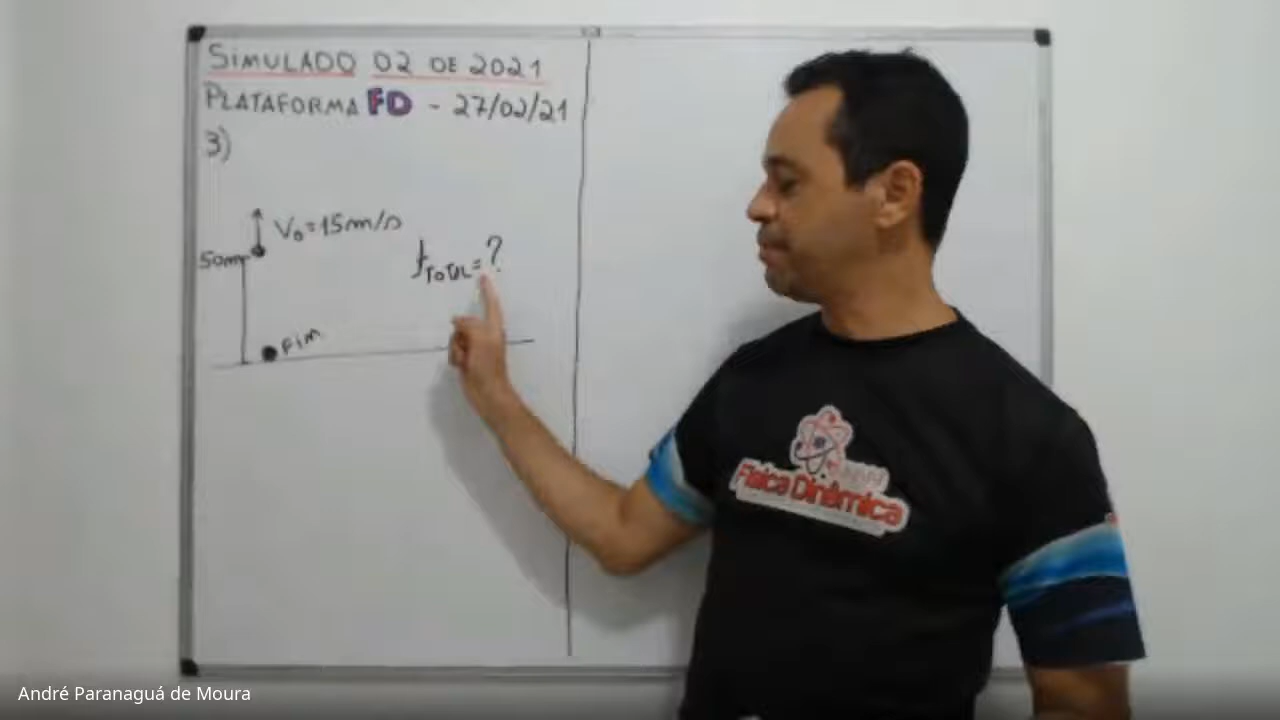 SIMULADO 02 DE 2021
PLATAFORMA FD - 27/02/21
3)
V₀=15m/s
50m
tTOTAL=?
FIM
Física Dinâmica
André Paranaguá de Moura